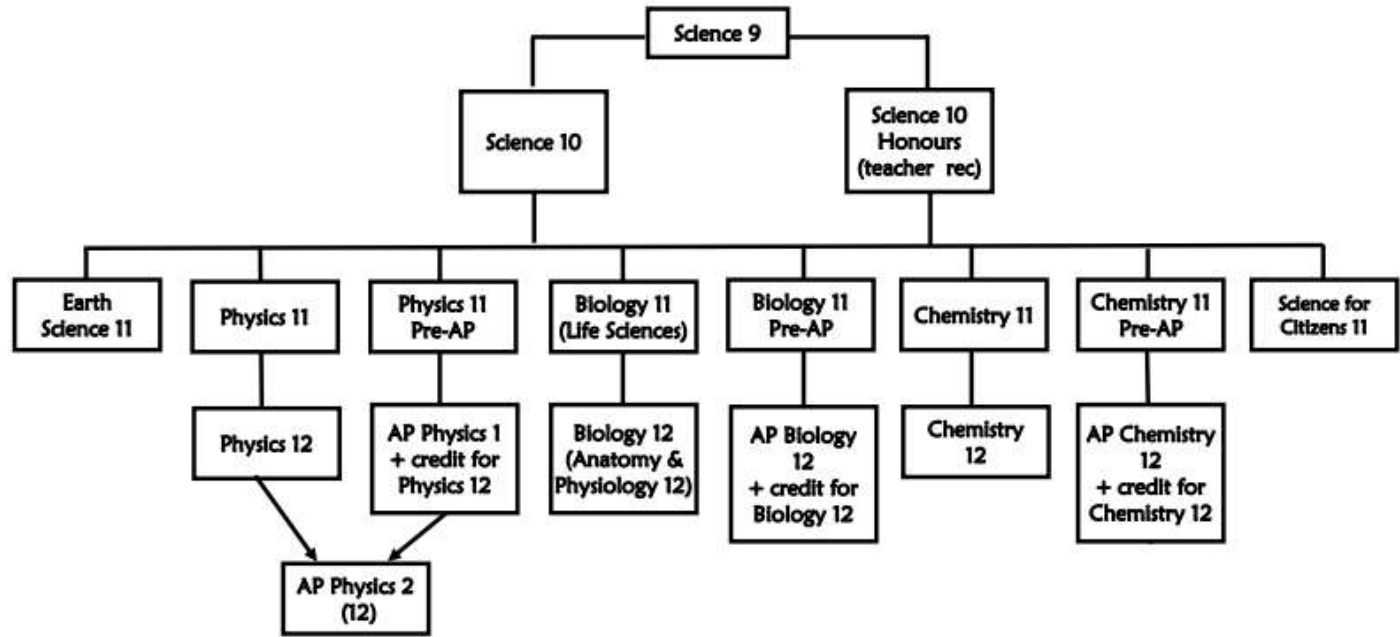 Science 9
Science 10
Science 10
Honours
(teacher rec)
Earth
Science 11
Physics 11
Physics 11
Pre-AP
Biology 11
(Life Sciences)
Biology 11
Pre-AP
Chemistry 11
Chemistry 11
Pre-AP
Science for
Citizens 11
Physics 12
AP Physics 1
+ credit for
Physics 12
Biology 12
(Anatomy &
Physiology 12)
AP Biology
12
+ credit for
Biology 12
Chemistry
12
AP Chemistry
12
+ credit for
Chemistry 12
AP Physics 2
(12)